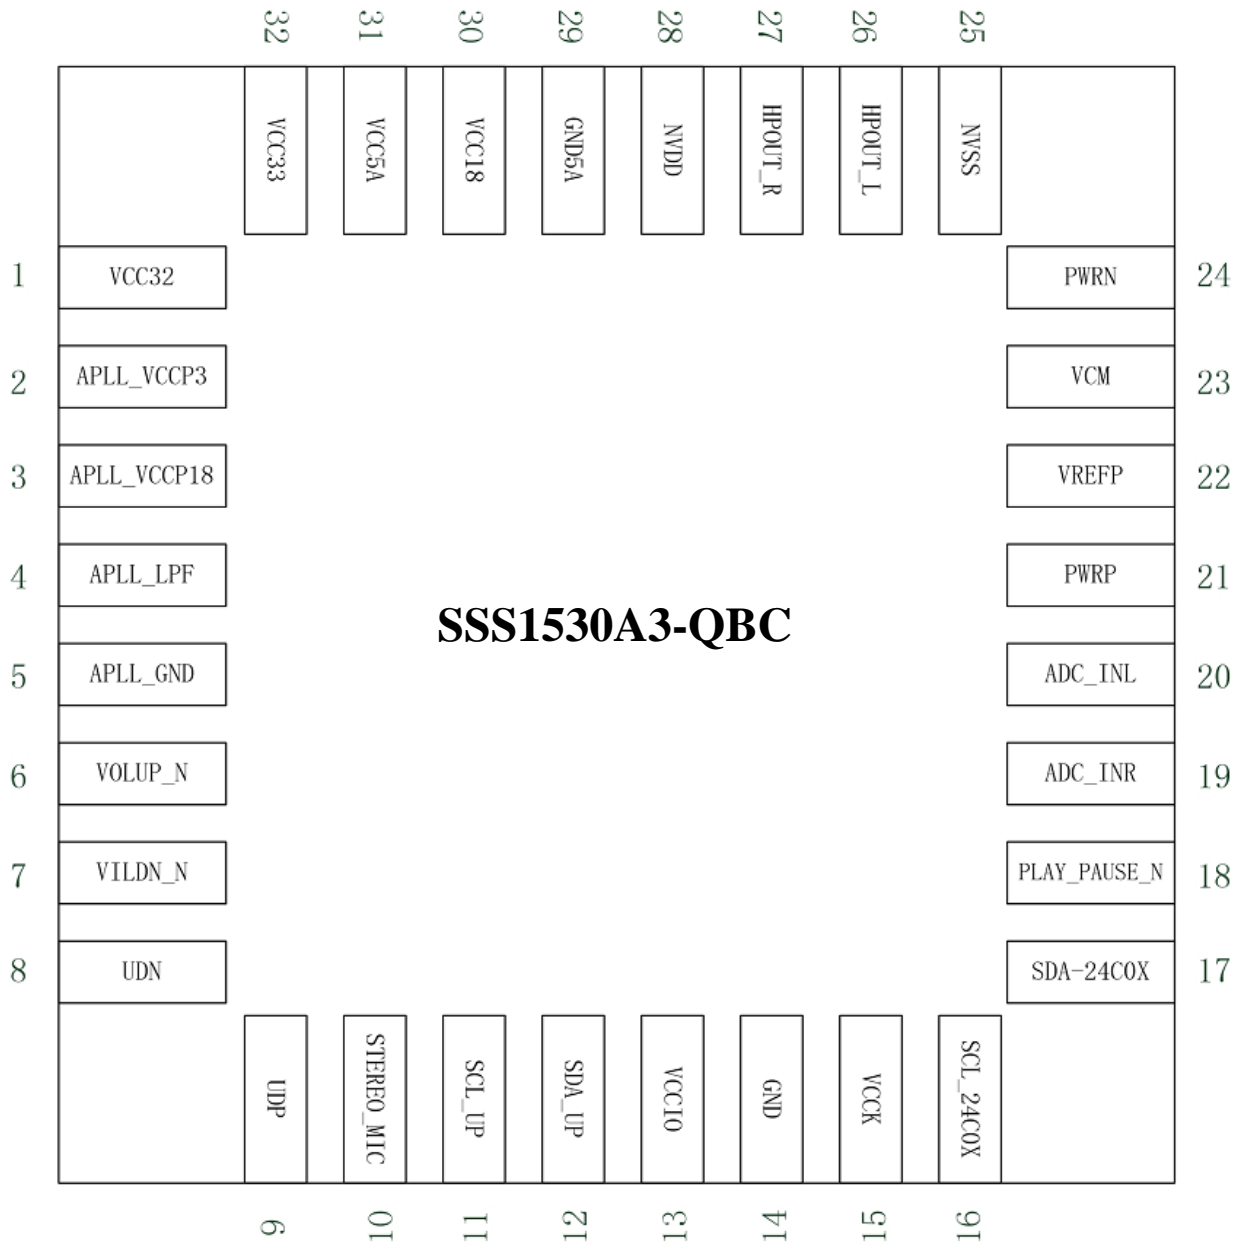 32
31
30
29
28
27
26
25
VCC33
VCC5A
VCC18
GND5A
NVDD
HPOUT_R
HPOUT_L
NVSS
1
VCC32
PWRN
24
2
APLL_VCCP3
VCM
23
3
APLL_VCCP18
VREFP
22
4
APLL_LPF
PWRP
21
SSS1530A3-QBC
5
APLL_GND
ADC_INL
20
6
VOLUP_N
ADC_INR
19
7
VILDN_N
PLAY_PAUSE_N
18
8
UDN
SDA-24C0X
17
UDP
STEREO_MIC
SCL_UP
SDA_UP
VCCIO
GND
VCCK
SCL_24C0X
9
10
11
12
13
14
15
16